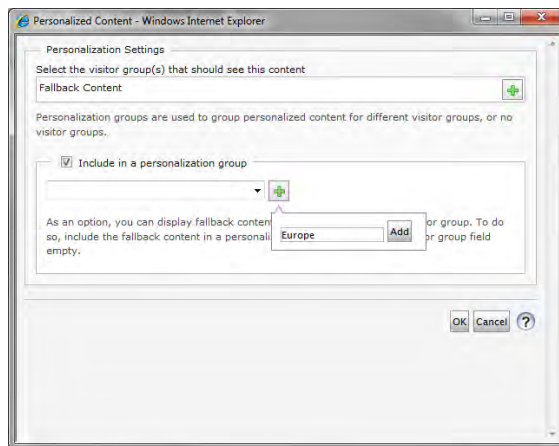 Personalized Content - Windows Internet Explorer
Personalization Settings
Select the visitor group(s) that should see this content
Fallback Content
Personalization groups are used to group personalized content for different visitor groups, or no
visitor groups.
Include in a personalization group
As an option, you can display fallback conten or group. To do
so, include the fallback content in a personali or group field
empty.
Europe
Add
OK Cancel ?